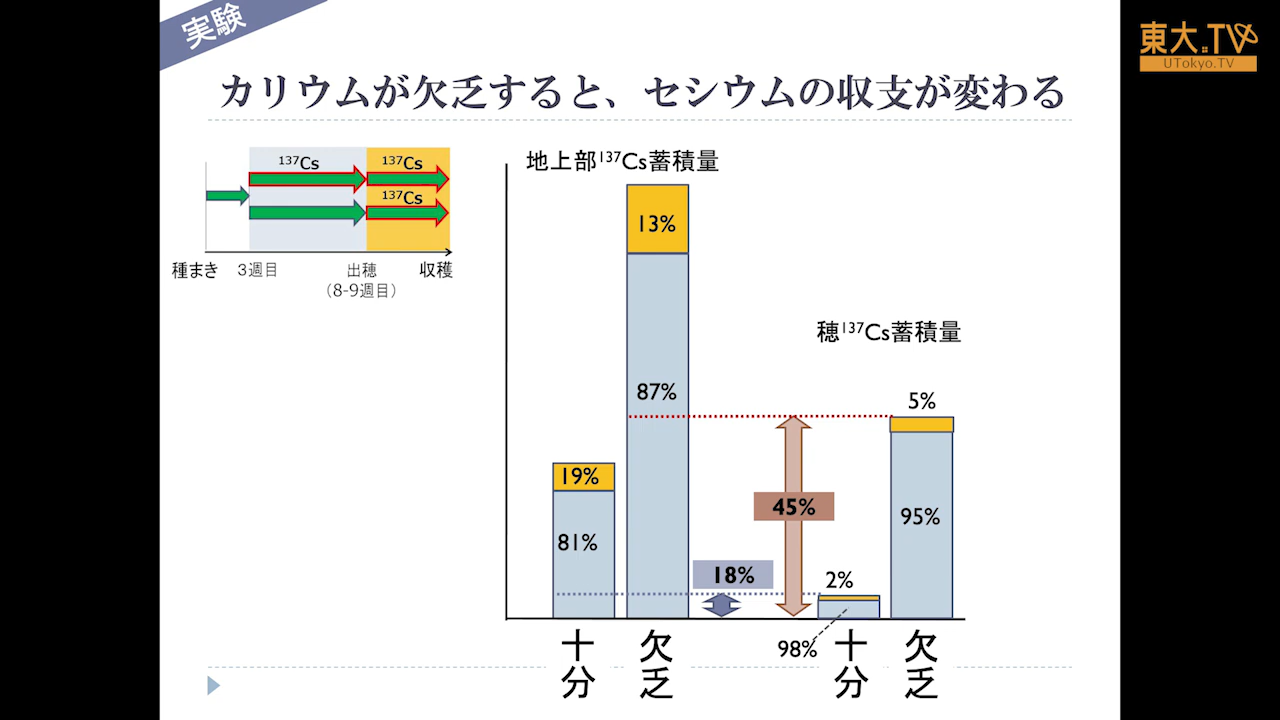 実験
東大.TV
UTokyo.TV
カリウムが欠乏すると、セシウムの収支が変わる
137Cs
137Cs
137Cs
種まき
3週目
出穂
(8-9週目)
収穫
地上部137Cs蓄積量
13%
87%
19%
81%
18%
45%
穂137Cs蓄積量
5%
95%
2%
98%
十分
欠乏
十分
欠乏